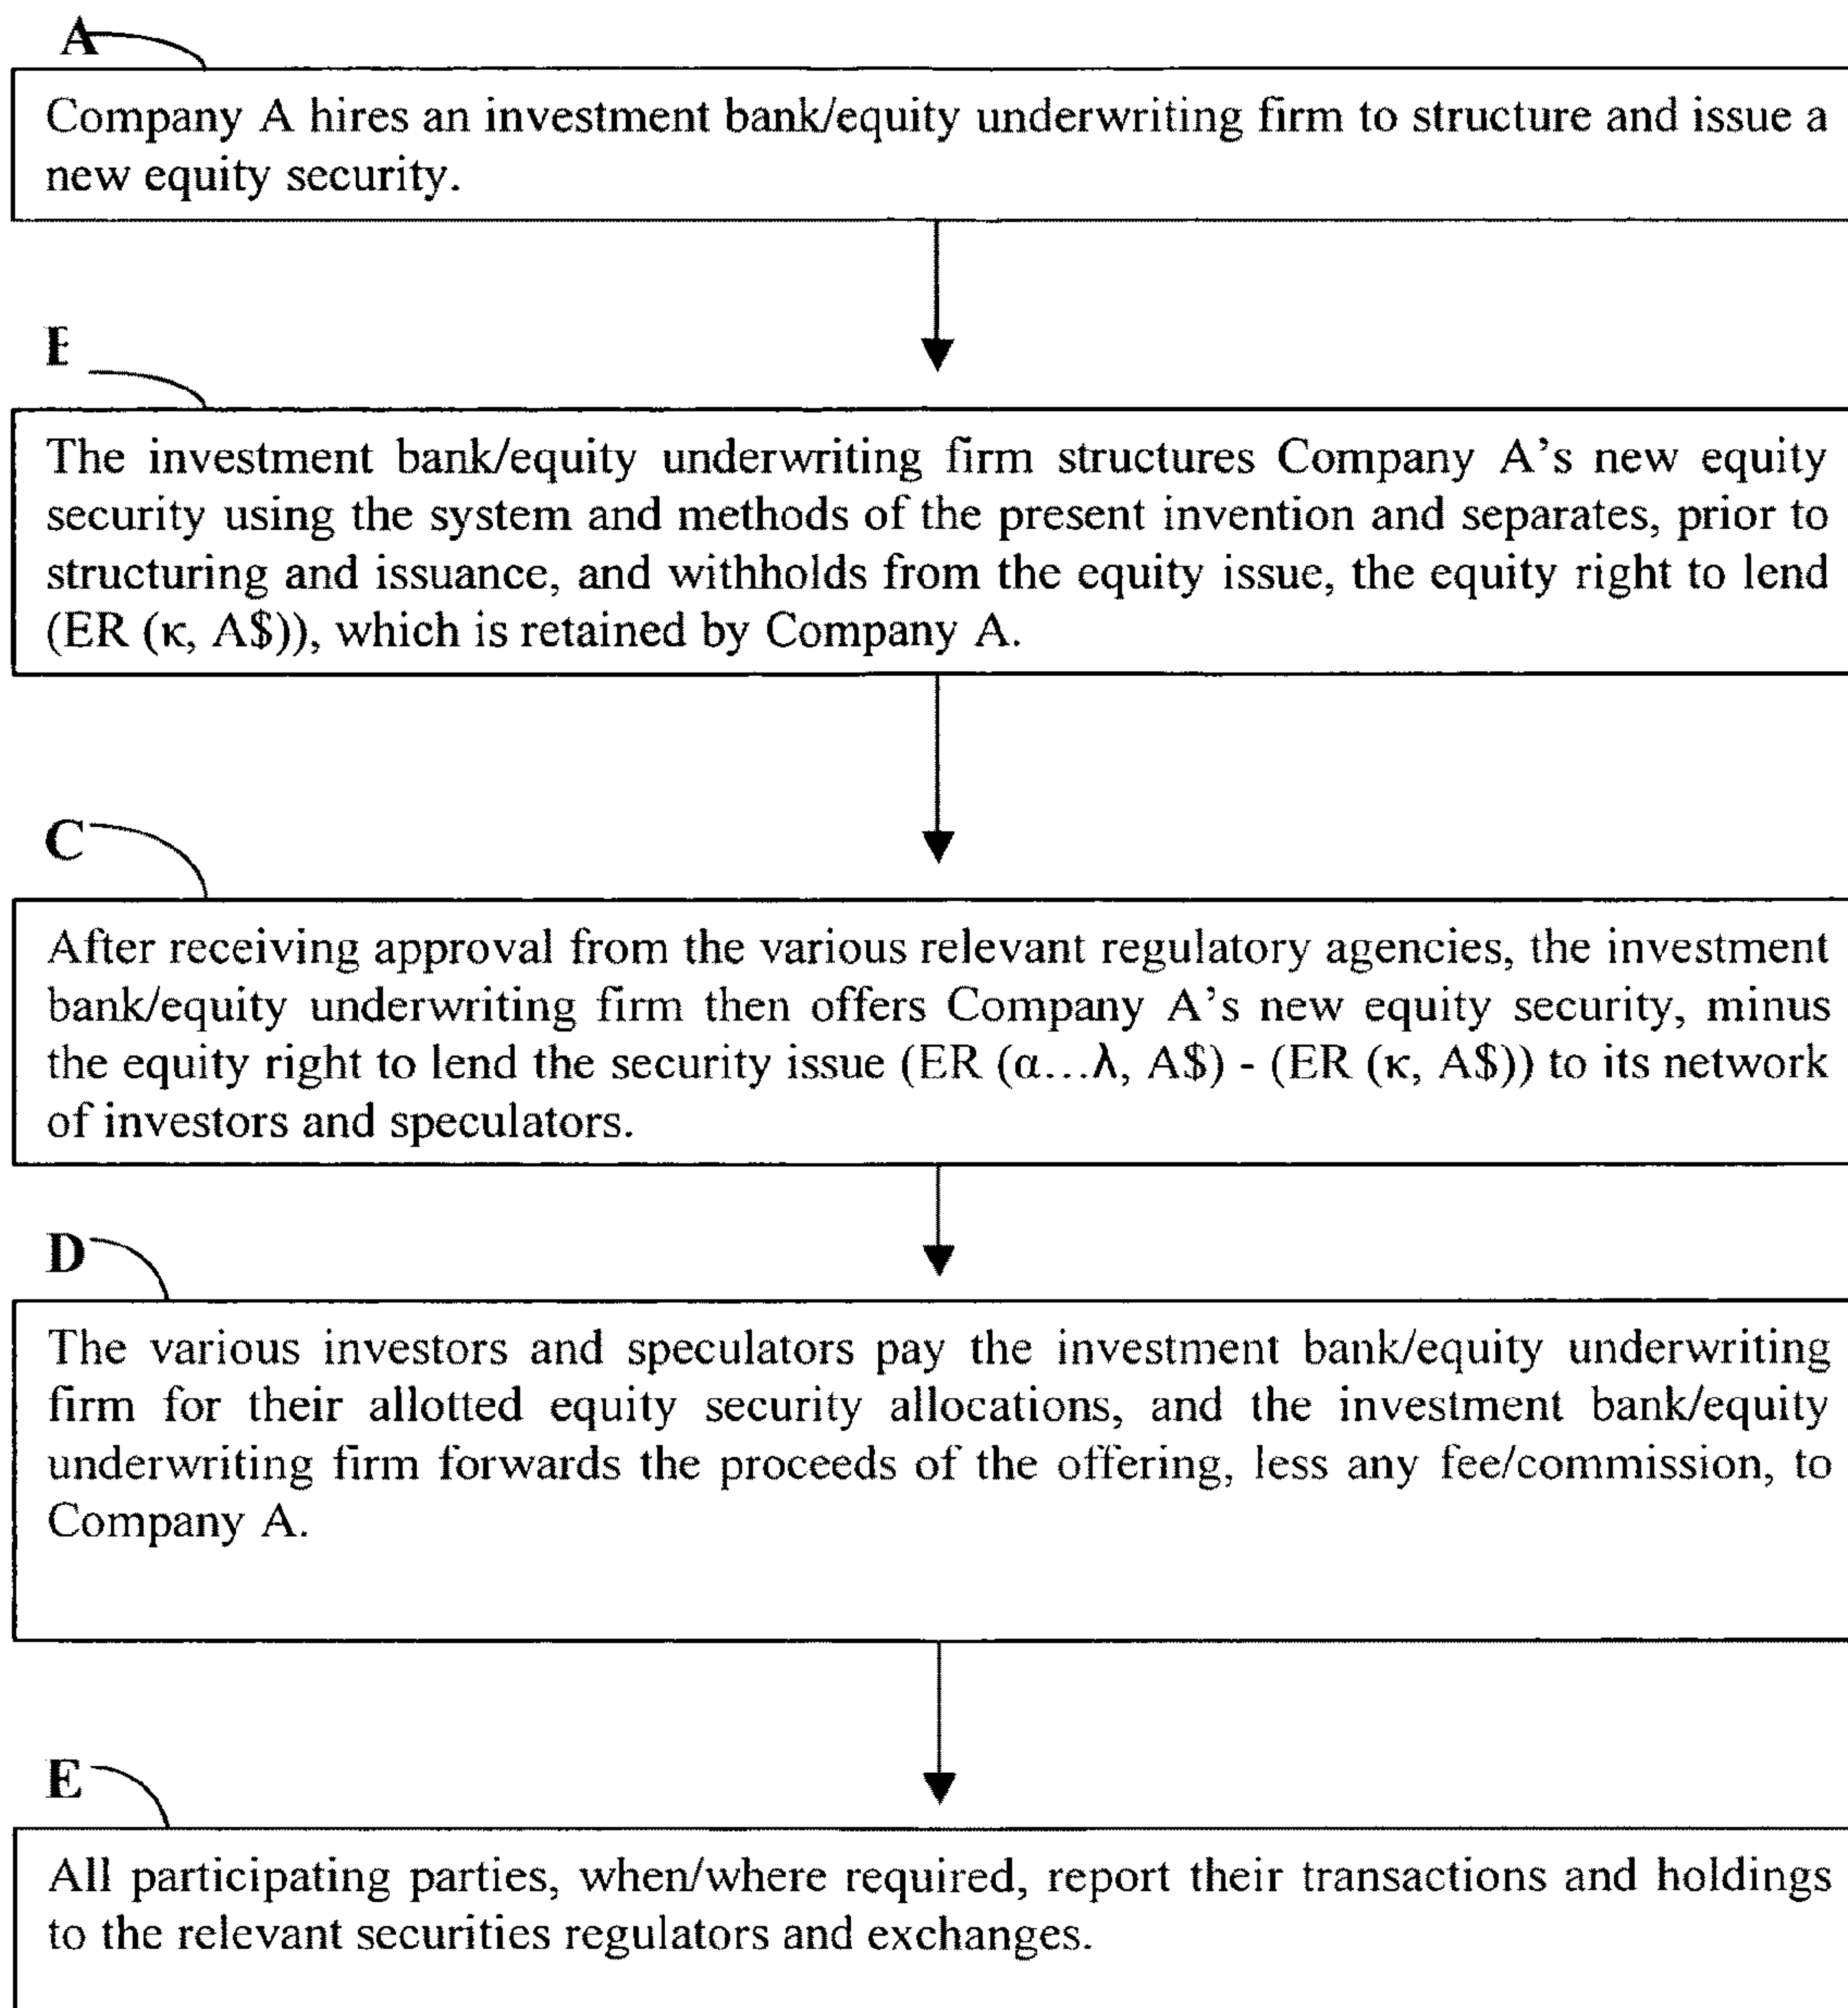 A
Company A hires an investment bank/equity underwriting firm to structure and issue a
new equity security.
The investment bank/equity underwriting firm structures Company A's new equity
security using the system and methods of the present invention and separates, prior to
structuring and issuance, and withholds from the equity issue, the equity right to lend
(ER (κ, A$)), which is retained by Company A.
C
After receiving approval from the various relevant regulatory agencies, the investment
bank/equity underwriting firm then offers Company A's new equity security, minus
the equity right to lend the security issue (ER (α...λ, A$) - (ER (κ, A$)) to its network
of investors and speculators.
D
The various investors and speculators pay the investment bank/equity underwriting
firm for their allotted equity security allocations, and the investment bank/equity
underwriting firm forwards the proceeds of the offering, less any fee/commission, to
Company A.
E
All participating parties, when/where required, report their transactions and holdings
to the relevant securities regulators and exchanges.